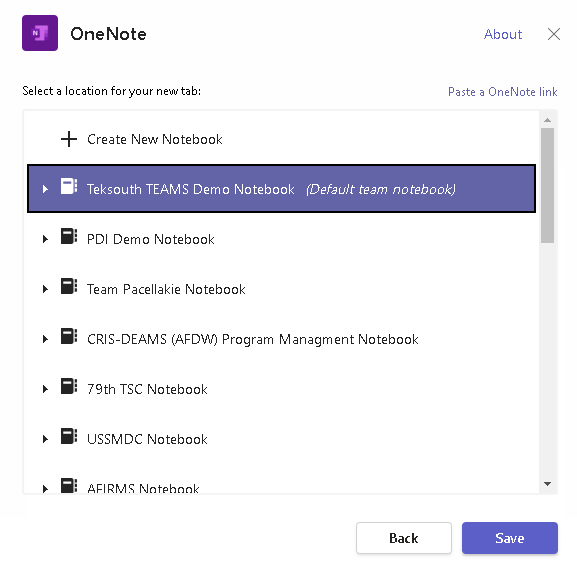 N
OneNote
About
Select a location for your new tab:
Paste a OneNote link
Create New Notebook
Teksouth TEAMS Demo Notebook (Default team notebook)
PDI Demo Notebook
Team Pacellakie Notebook
CRIS-DEAMS (AFDW) Program Managment Notebook
79th TSC Notebook
USSMDC Notebook
AFIRMS Notebook
Back
Save